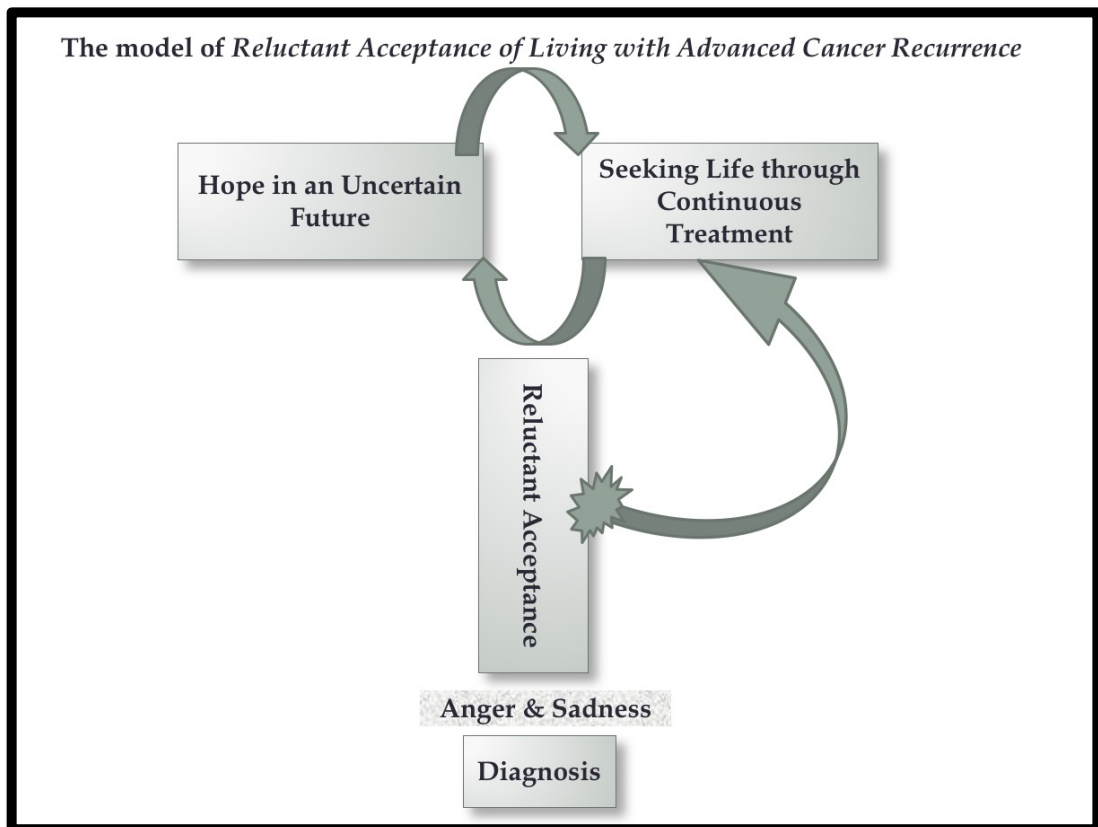 The model of Reluctant Acceptance of Living with Advanced Cancer Recurrence
Hope in an Uncertain
Future
Seeking Life through
Continuous
Treatment
Reluctant Acceptance
Anger & Sadness
Diagnosis